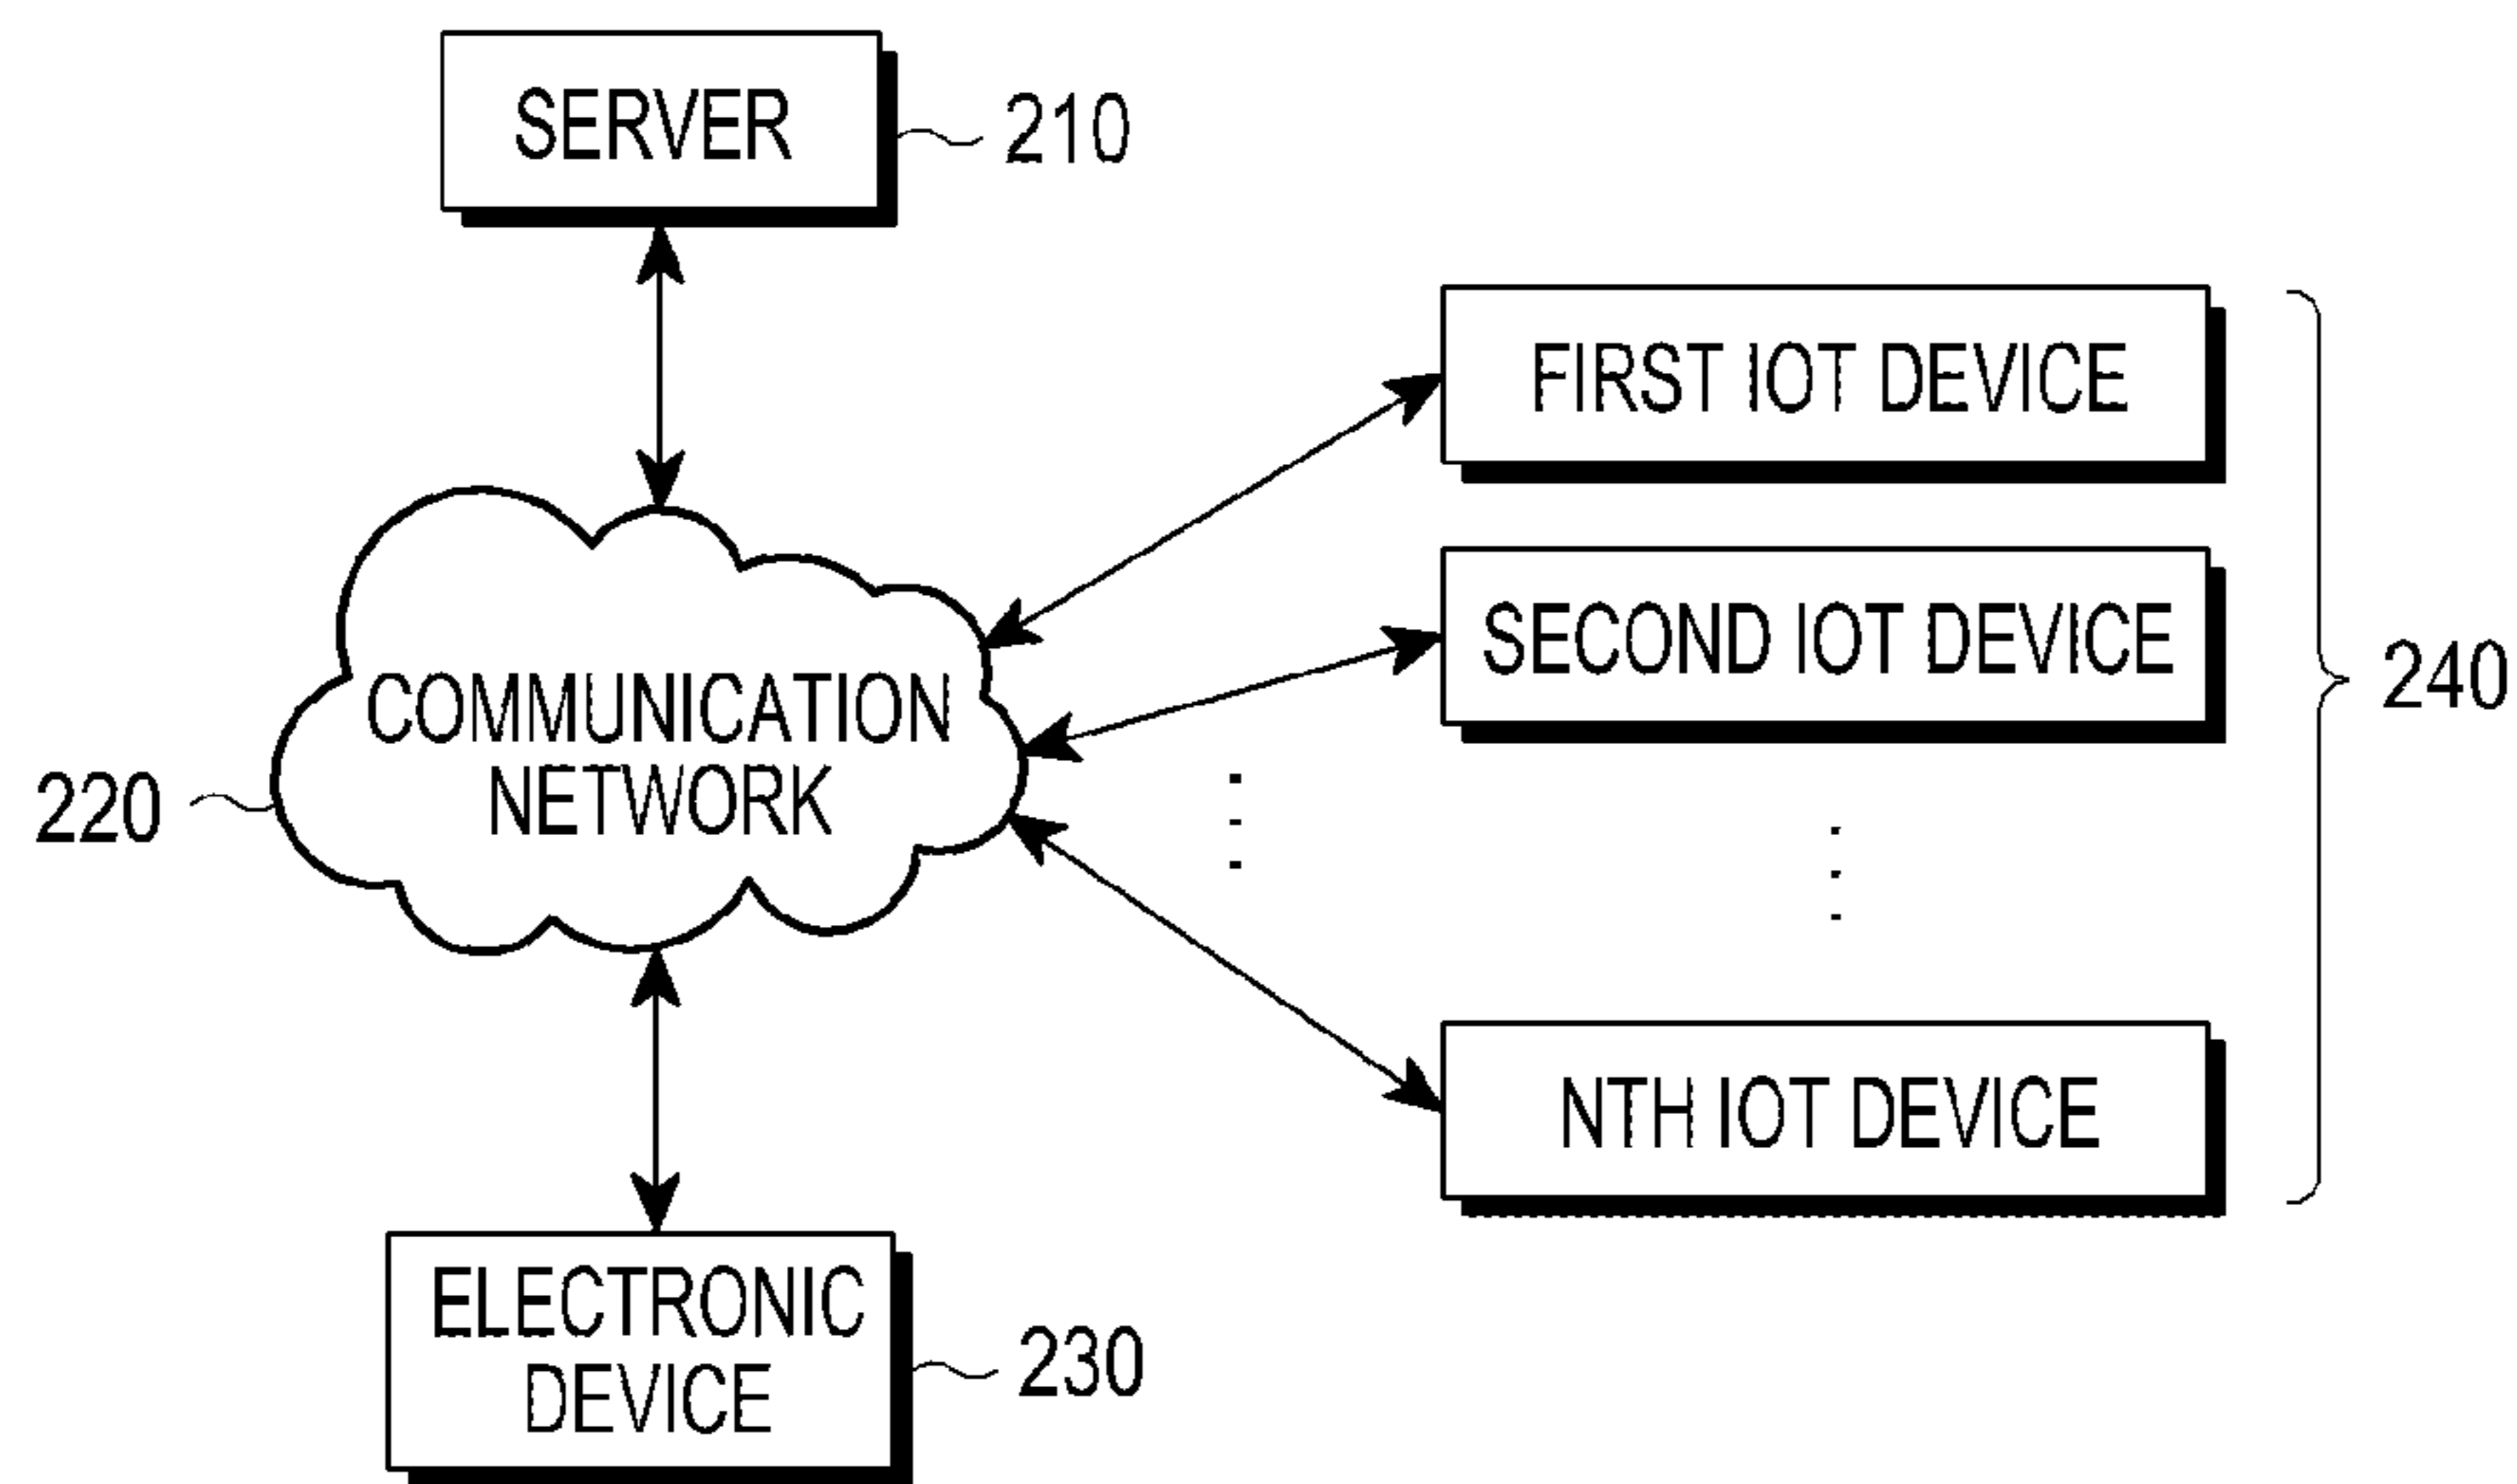 SERVER
210
FIRST IOT DEVICE
SECOND IOT DEVICE
240
COMMUNICATION
NETWORK
220
NTH IOT DEVICE
ELECTRONIC
DEVICE
230